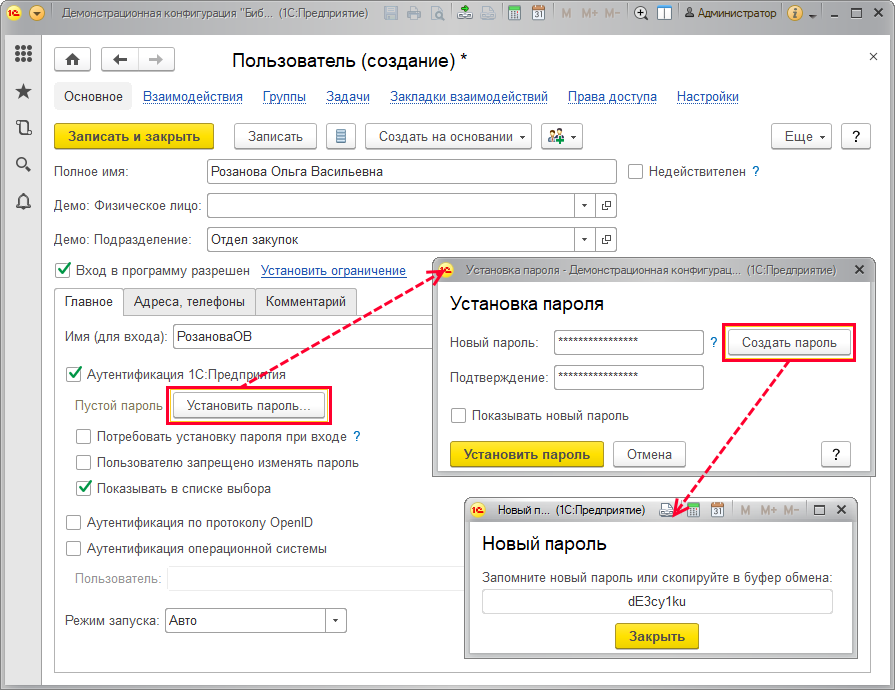 Демонстрационная конфигурация "Биб... (1С:Предприятие) M M+ M- Администратор
Пользователь (создание) *
Основное Взаимодействия Группы Задачи Закладки взаимодействий Права доступа Настройки
Записать и закрыть Записать Создать на основании Еще ?
Полное имя: Розанова Ольга Васильевна Недействителен ?
Демо: Физическое лицо:
Демо: Подразделение: Отдел закупок
Вход в программу разрешен Установить ограничение
Главное Адреса, телефоны Комментарий
Имя (для входа): РозановаОВ
Аутентификация 1С:Предприятия
Пустой пароль Установить пароль...
Потребовать установку пароля при входе ?
Пользователю запрещено изменять пароль
Показывать в списке выбора
Аутентификация по протоколу OpenID
Аутентификация операционной системы
Пользователь:
Режим запуска: Авто
Установка пароля - Демонстрационная конфигурац... (1С:Предприятие)
Установка пароля
Новый пароль: **************** ? Создать пароль
Подтверждение: ****************
Показывать новый пароль
Установить пароль Отмена ?
Новый п... (1С:Предприятие) M M+ M-
Новый пароль
Запомните новый пароль или скопируйте в буфер обмена:
dE3cy1ku
Закрыть